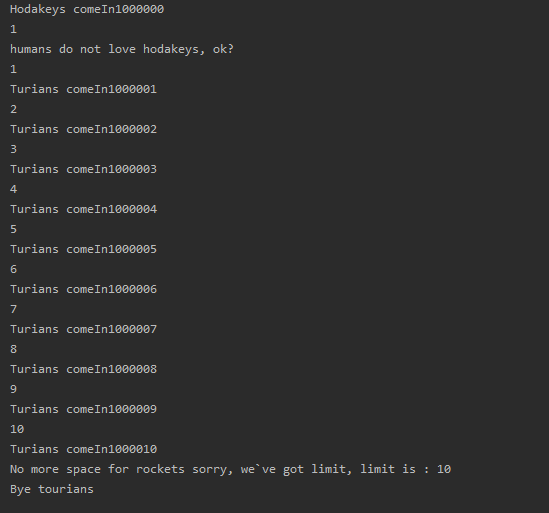 Hodakeys comeIn1000000
1
humans do not love hodakeys, ok?
1
Turians comeIn1000001
2
Turians comeIn1000002
3
Turians comeIn1000003
4
Turians comeIn1000004
5
Turians comeIn1000005
6
Turians comeIn1000006
7
Turians comeIn1000007
8
Turians comeIn1000008
9
Turians comeIn1000009
10
Turians comeIn1000010
No more space for rockets sorry, we`ve got limit, limit is : 10
Bye tourians